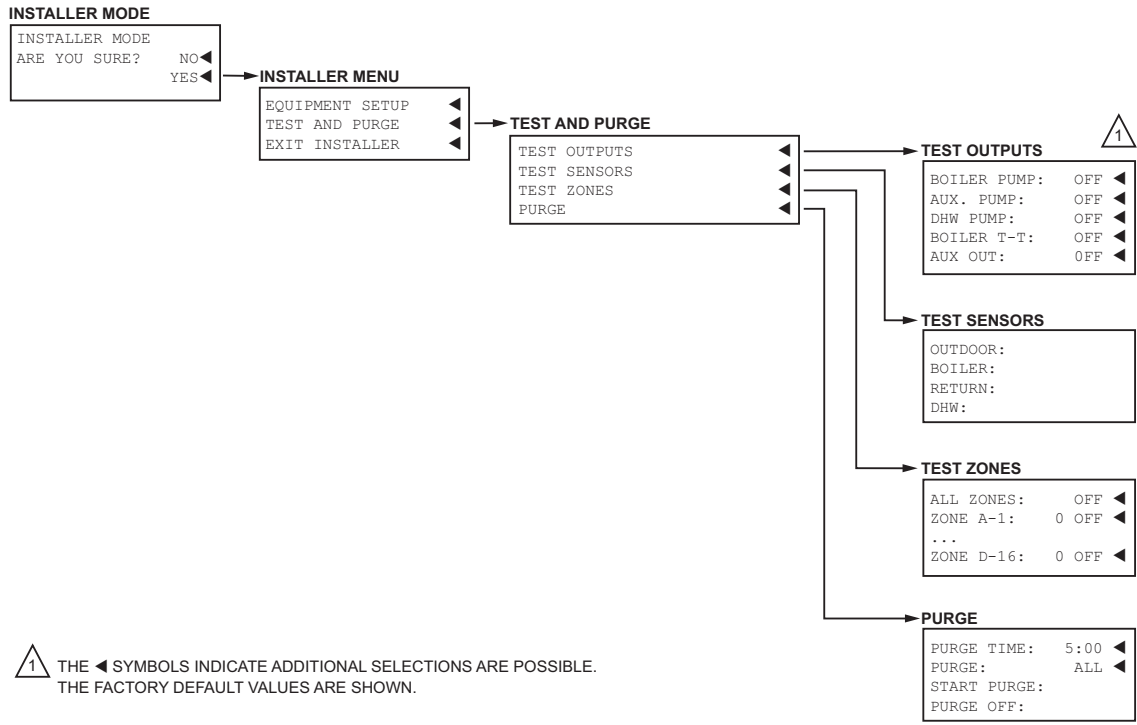 INSTALLER MODE
INSTALLER MODE
ARE YOU SURE? NO◀
YES◀
INSTALLER MENU
EQUIPMENT SETUP ◀
TEST AND PURGE ◀
EXIT INSTALLER ◀
TEST AND PURGE
TEST OUTPUTS ◀
TEST SENSORS ◀
TEST ZONES ◀
PURGE ◀
1
TEST OUTPUTS
BOILER PUMP: OFF ◀
AUX. PUMP: OFF ◀
DHW PUMP: OFF ◀
BOILER T-T: OFF ◀
AUX OUT: 0FF ◀
TEST SENSORS
OUTDOOR:
BOILER:
RETURN:
DHW:
TEST ZONES
ALL ZONES: OFF ◀
ZONE A-1: 0 OFF ◀
...
ZONE D-16: 0 OFF ◀
PURGE
PURGE TIME: 5:00 ◀
PURGE: ALL ◀
START PURGE:
PURGE OFF:
1 THE ◀ SYMBOLS INDICATE ADDITIONAL SELECTIONS ARE POSSIBLE.
THE FACTORY DEFAULT VALUES ARE SHOWN.